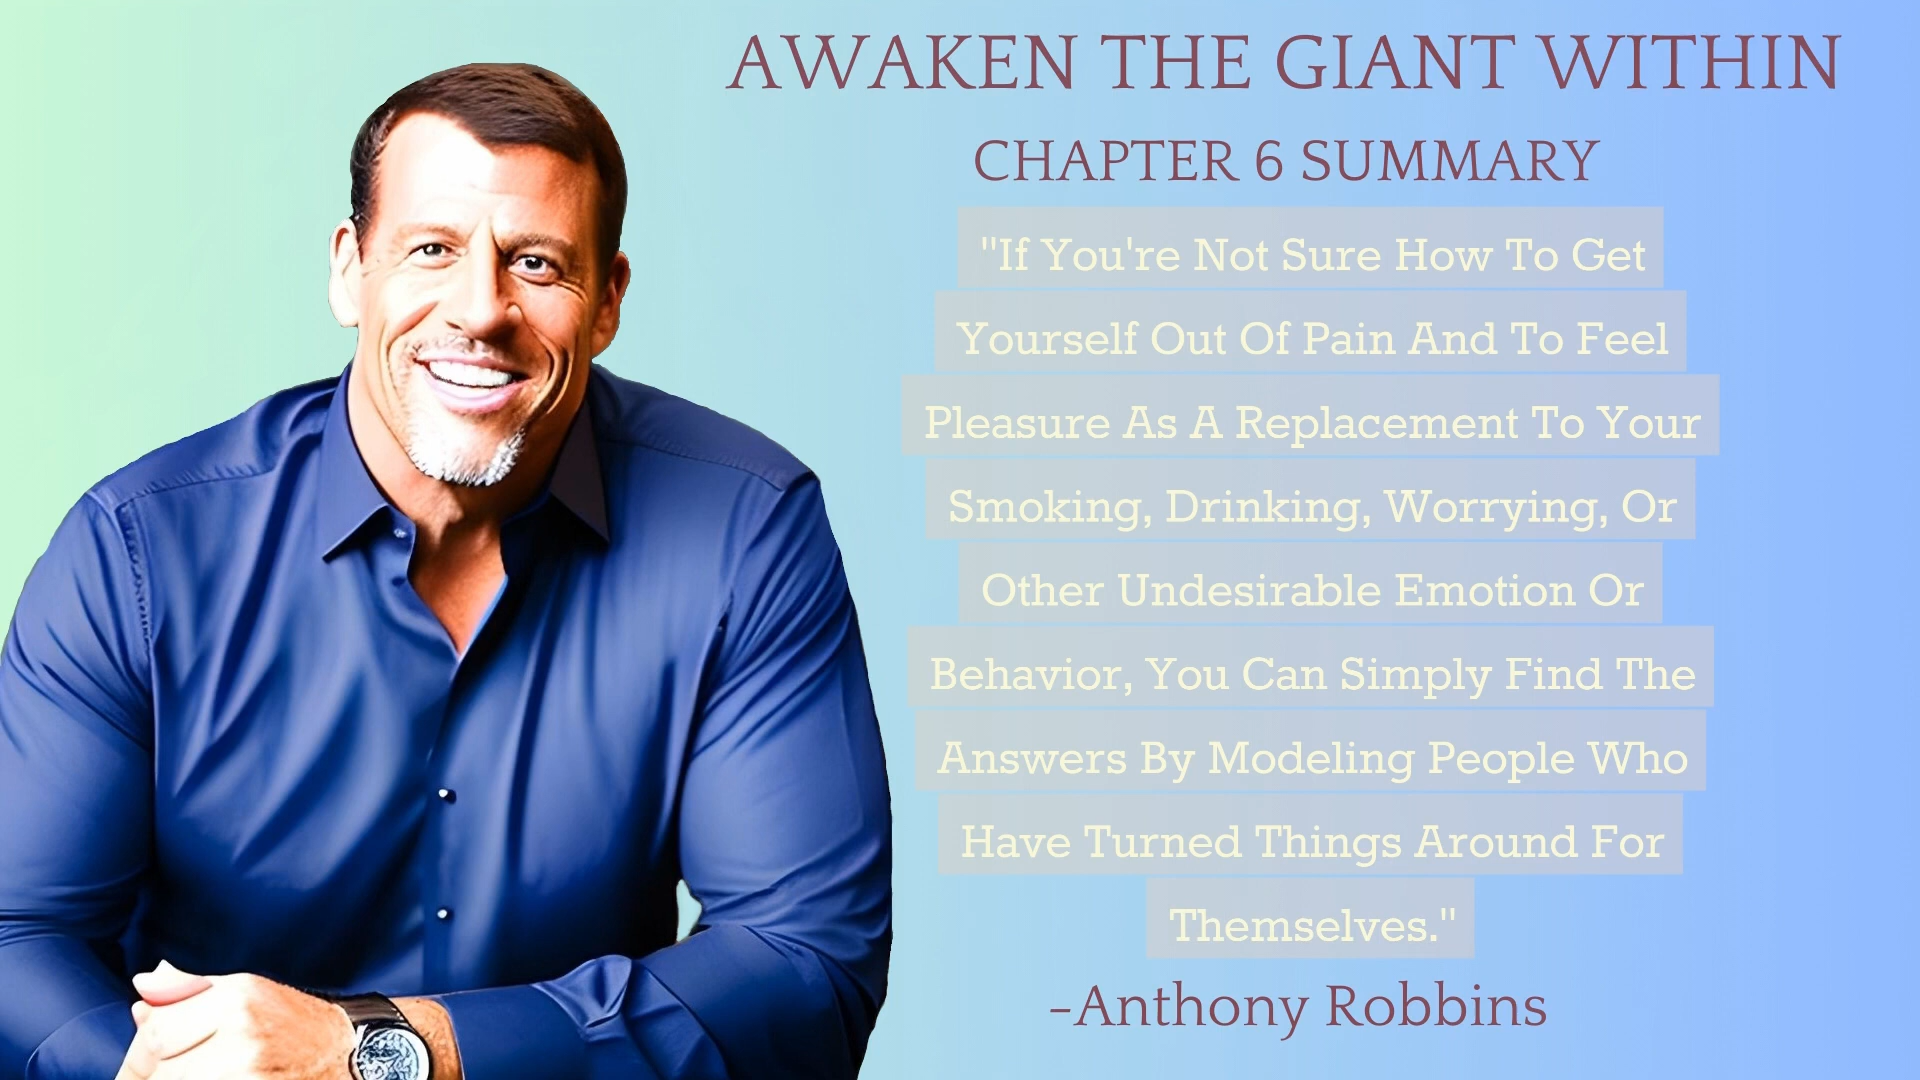 AWAKEN THE GIANT WITHIN
CHAPTER 6 SUMMARY
"If You're Not Sure How To Get
Yourself Out Of Pain And To Feel
Pleasure As A Replacement To Your
Smoking, Drinking, Worrying, Or
Other Undesirable Emotion Or
Behavior, You Can Simply Find The
Answers By Modeling People Who
Have Turned Things Around For
Themselves."
-Anthony Robbins